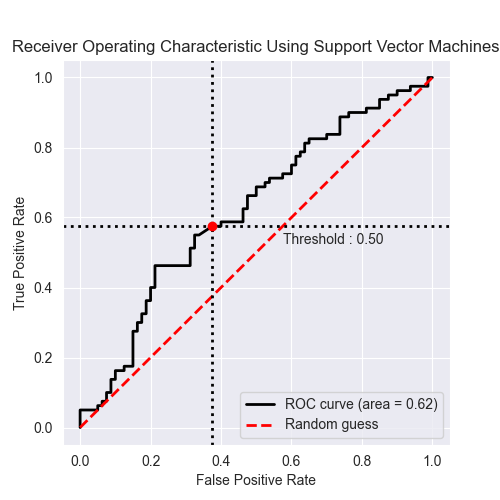 Receiver Operating Characteristic Using Support Vector Machines
1.0
0.8
0.6
0.4
0.2
0.0
True Positive Rate
Threshold : 0.50
ROC curve (area = 0.62)
Random guess
0.0 0.2 0.4 0.6 0.8 1.0
False Positive Rate